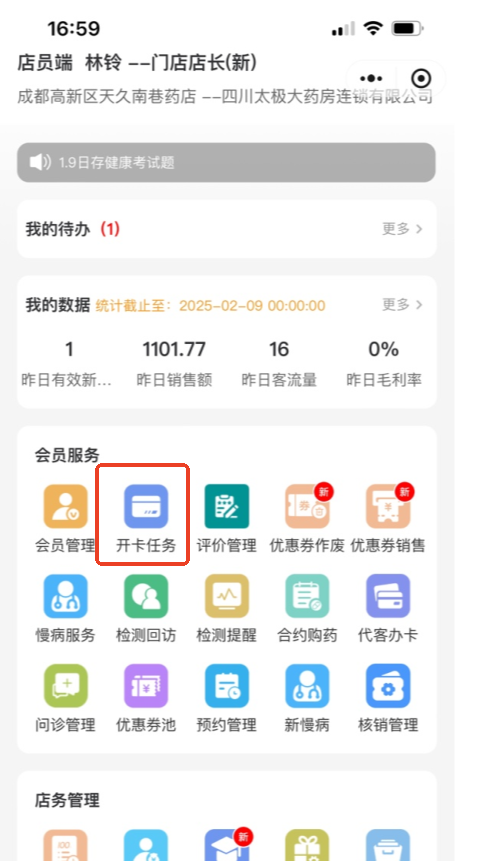 16:59
店员端 林铃 --门店店长(新)
成都高新区天久南巷药店 --四川太极大药房连锁有限公司
1.9日存健康考试题
我的待办 (1) 更多
我的数据 统计截止至: 2025-02-09 00:00:00 更多
1 1101.77 16 0%
昨日有效新... 昨日销售额 昨日客流量 昨日毛利率
会员服务
新 新
券
会员管理 开卡任务 评价管理 优惠券作废 优惠券销售
慢病服务 检测回访 检测提醒 合约购药 代客办卡
问诊管理 优惠券池 预约管理 新慢病 核销管理
店务管理
新